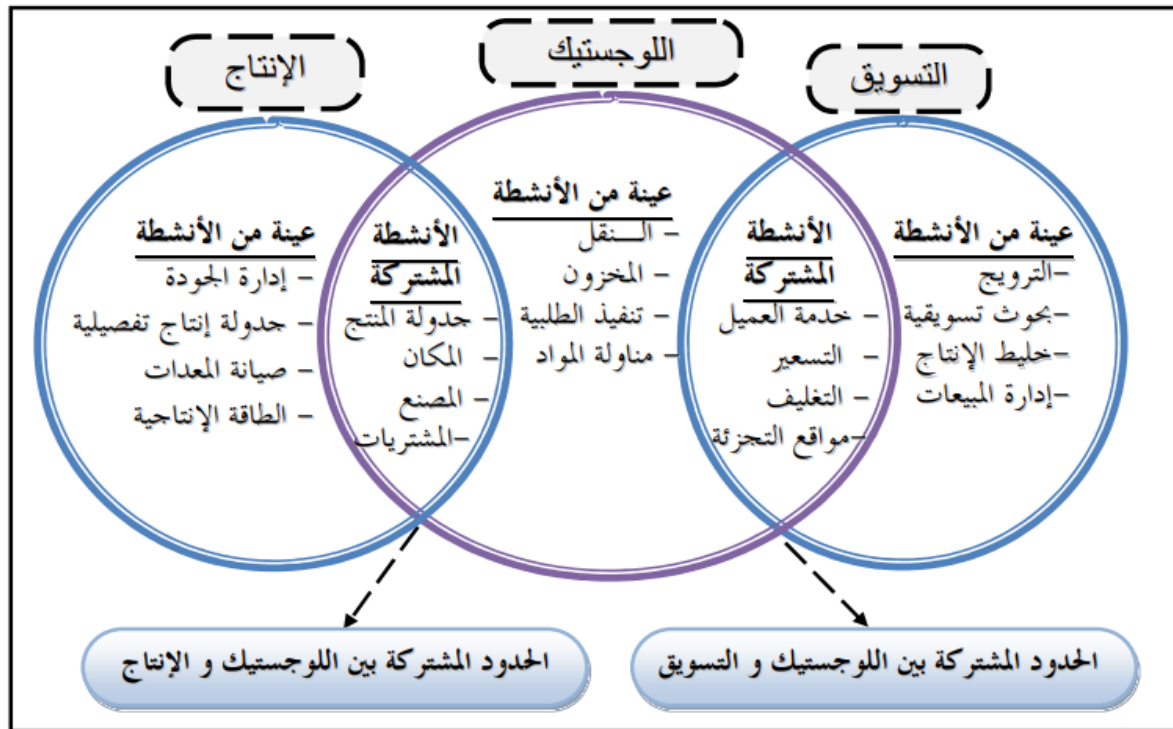 التسويق
اللوجستيك
الإنتاج
عينة من الأنشطة
-الترويج
-بحوث تسويقية
-خليط الإنتاج
-إدارة المبيعات
الأنشطة
المشتركة
- خدمة العميل
- التسعير
- التغليف
-مواقع التجزئة
عينة من الأنشطة
- الـــنقل
- المخزون
- تنفيذ الطلبية
- مناولة المواد
الأنشطة
المشتركة
- جدولة المنتج
- المكان
- المصنع
-المشتريات
عينة من الأنشطة
- إدارة الجودة
- جدولة إنتاج تفصيلية
- صيانة المعدات
- الطاقة الإنتاجية
الحدود المشتركة بين اللوجستيك و التسويق
الحدود المشتركة بين اللوجستيك و الإنتاج